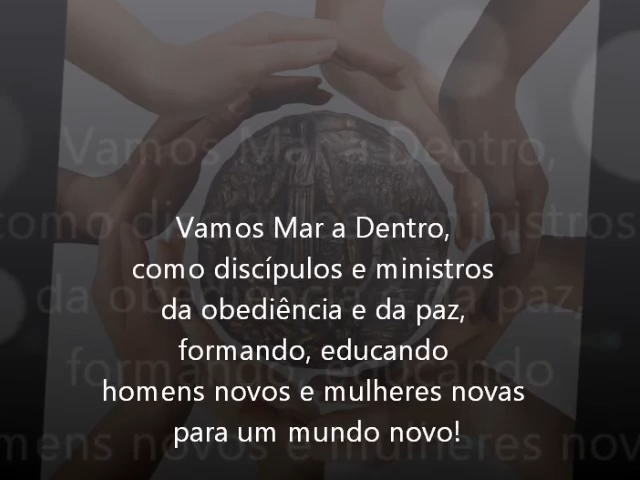 Vamos Mar a Dentro,
como discípulos e ministros
da obediência e da paz,
formando, educando
homens novos e mulheres novas
para um mundo novo!